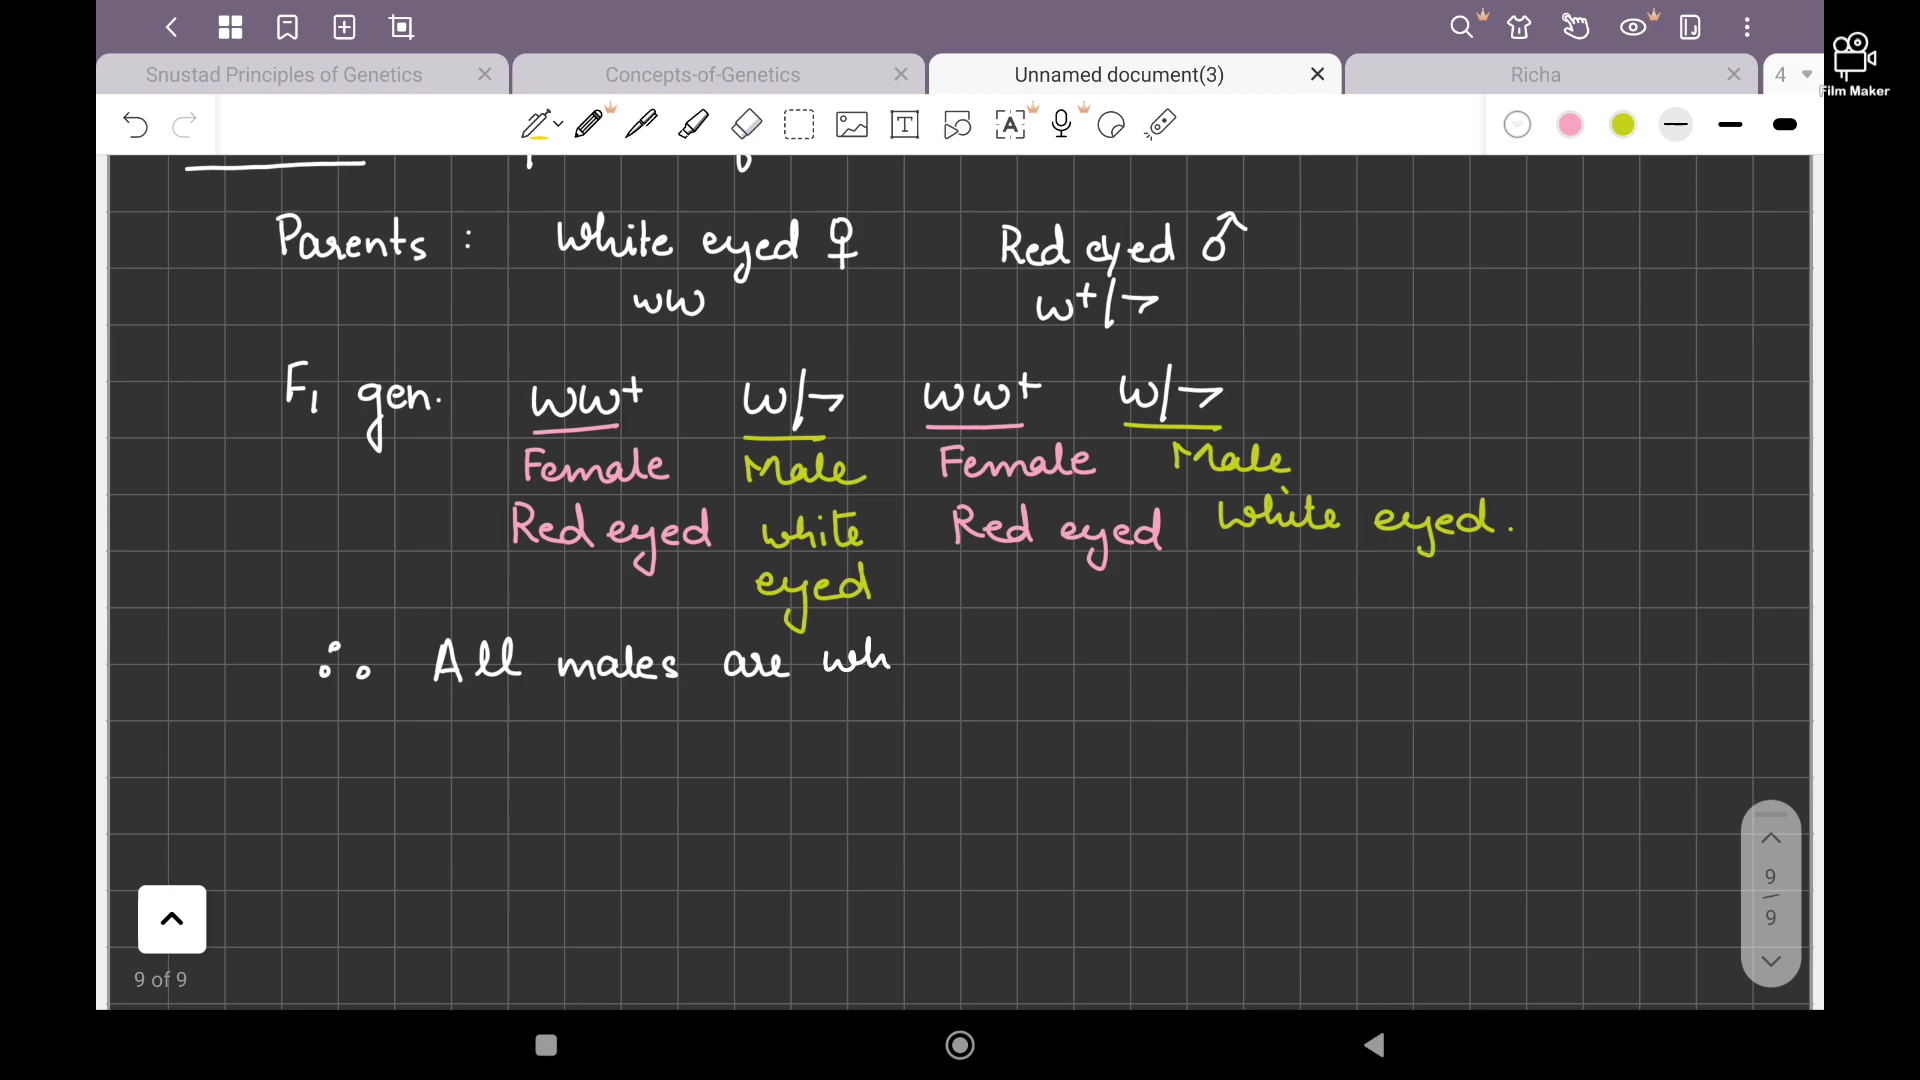 Snustad Principles of Genetics
Concepts-of-Genetics
Unnamed document(3)
Richa
4
Film Maker
Parents : White eyed ♀ Red eyed ♂
ww w+/⇁
F1 gen. ww+ w/⇁ ww+ w/⇁
Female Male Female Male
Red eyed white eyed Red eyed white eyed.
∴ All males are wh
9
9
9 of 9